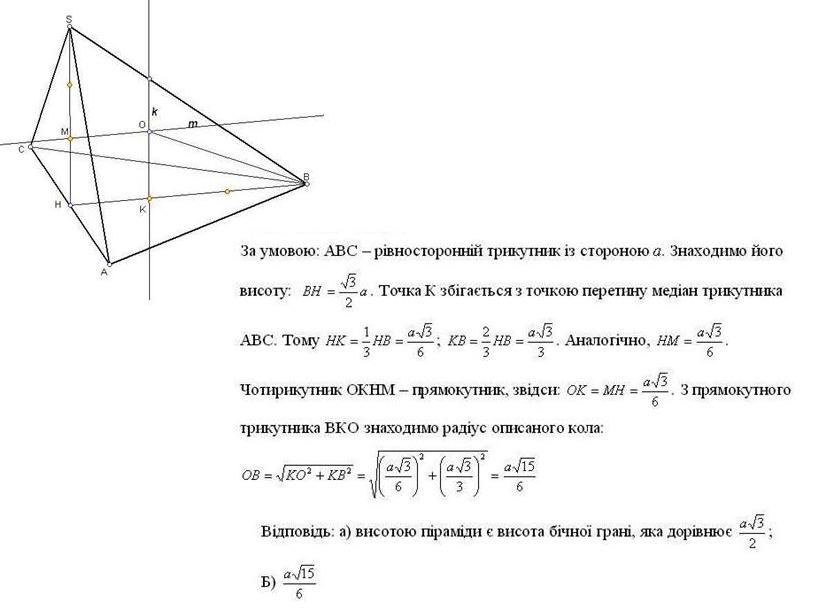 S
k
O
m
M
C
B
H
K
A
За умовою: ABC – рівносторонній трикутник із стороною a. Знаходимо його
висоту: BH = √3/2 a. Точка K збігається з точкою перетину медіан трикутника
ABC. Тому HK = 1/3 HB = a√3/6; KB = 2/3 HB = a√3/3. Аналогічно, HM = a√3/6.
Чотирикутник OKHM – прямокутник, звідси: OK = MH = a√3/6. З прямокутного
трикутника BKO знаходимо радіус описаного кола:
OB = √(KO² + KB²) = √((a√3/6)² + (a√3/3)²) = a√15/6
Відповідь: а) висотою піраміди є висота бічної грані, яка дорівнює a√3/2;
Б) a√15/6